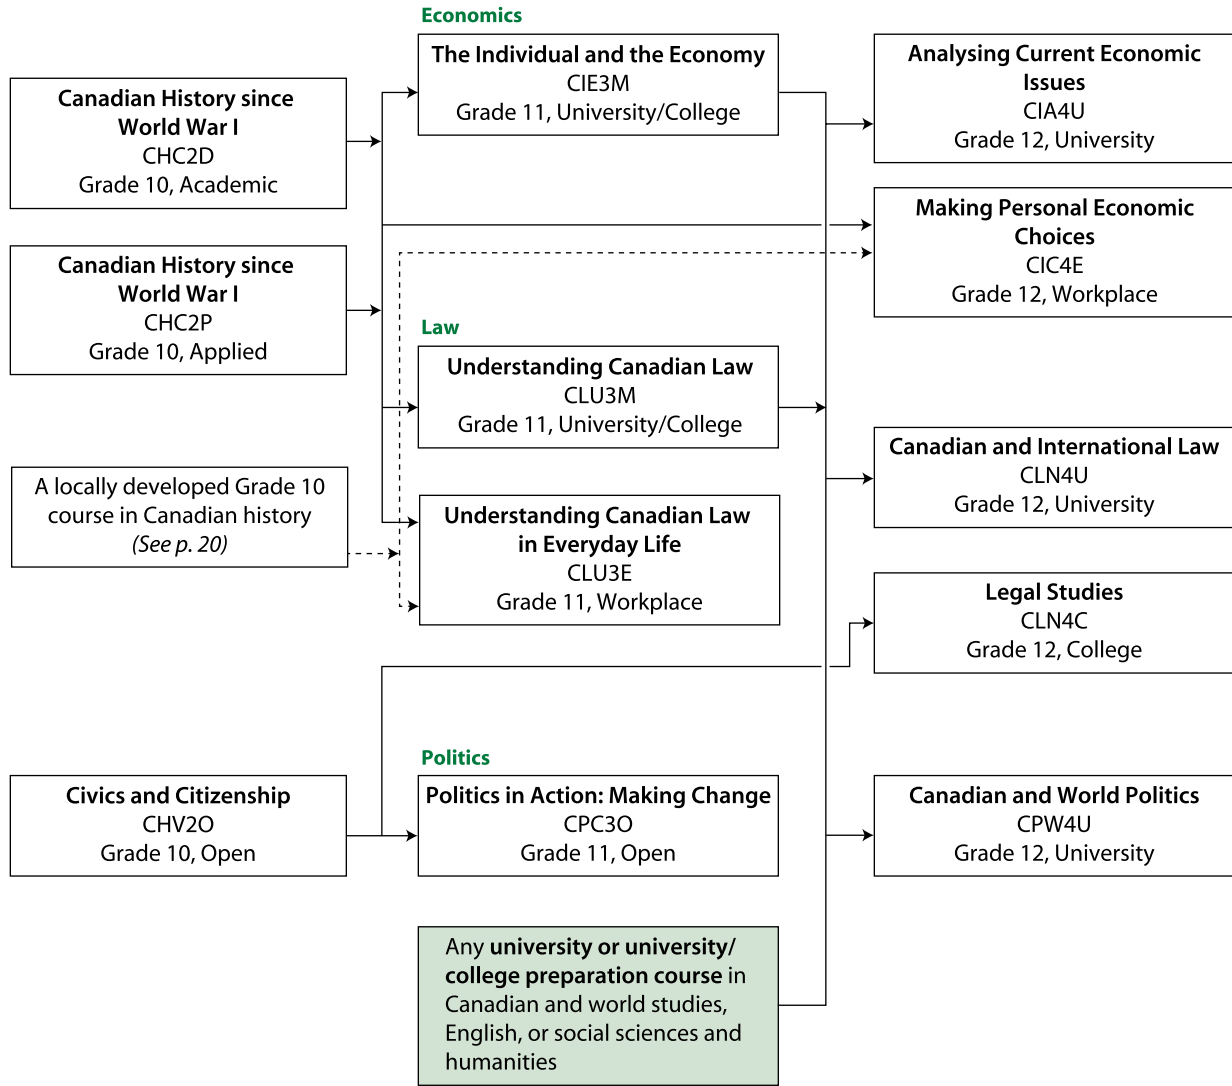 Economics
The Individual and the Economy
CIE3M
Grade 11, University/College
Analysing Current Economic
Issues
CIA4U
Grade 12, University
Canadian History since
World War I
CHC2D
Grade 10, Academic
Making Personal Economic
Choices
CIC4E
Grade 12, Workplace
Canadian History since
World War I
CHC2P
Grade 10, Applied
Law
Understanding Canadian Law
CLU3M
Grade 11, University/College
Canadian and International Law
CLN4U
Grade 12, University
A locally developed Grade 10
course in Canadian history
(See p. 20)
Understanding Canadian Law
in Everyday Life
CLU3E
Grade 11, Workplace
Legal Studies
CLN4C
Grade 12, College
Politics
Civics and Citizenship
CHV2O
Grade 10, Open
Politics in Action: Making Change
CPC3O
Grade 11, Open
Canadian and World Politics
CPW4U
Grade 12, University
Any university or university/
college preparation course in
Canadian and world studies,
English, or social sciences and
humanities